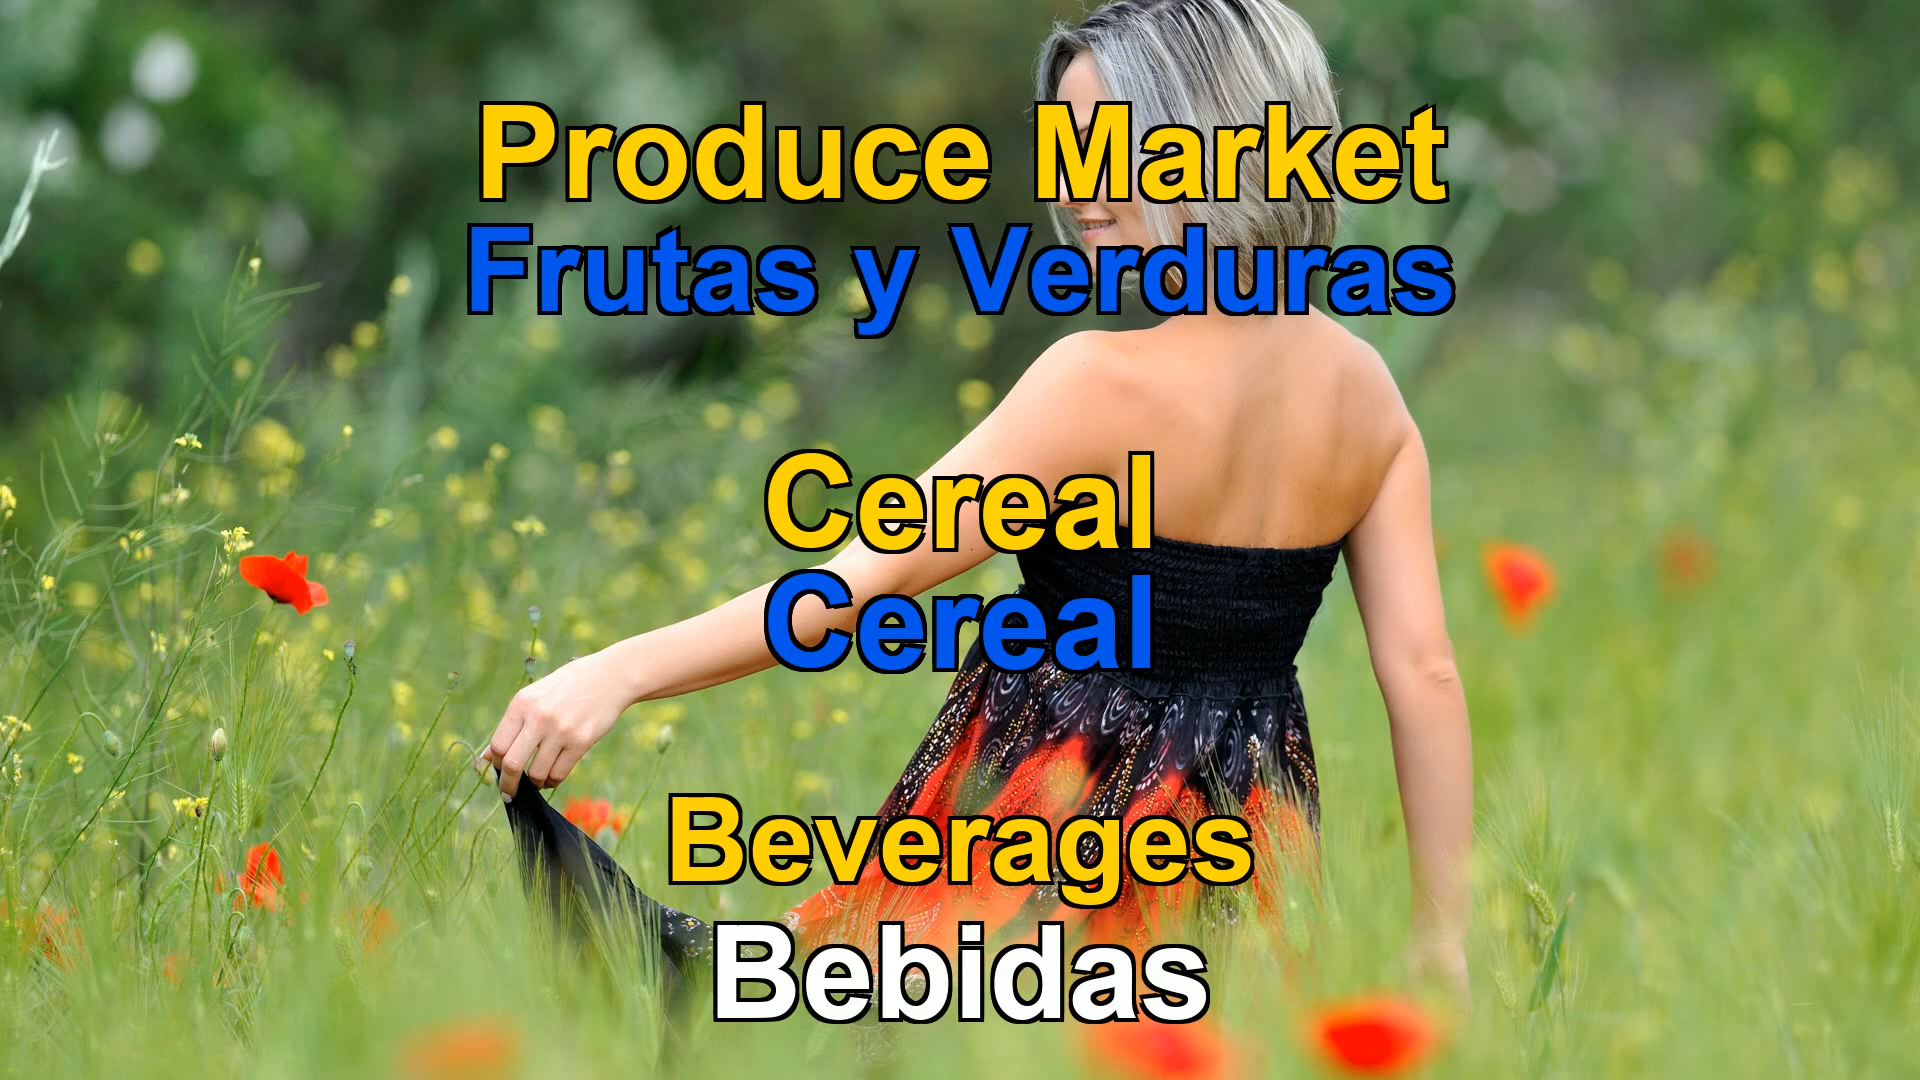 Produce Market
Frutas y Verduras
Cereal
Cereal
Beverages
Bebidas